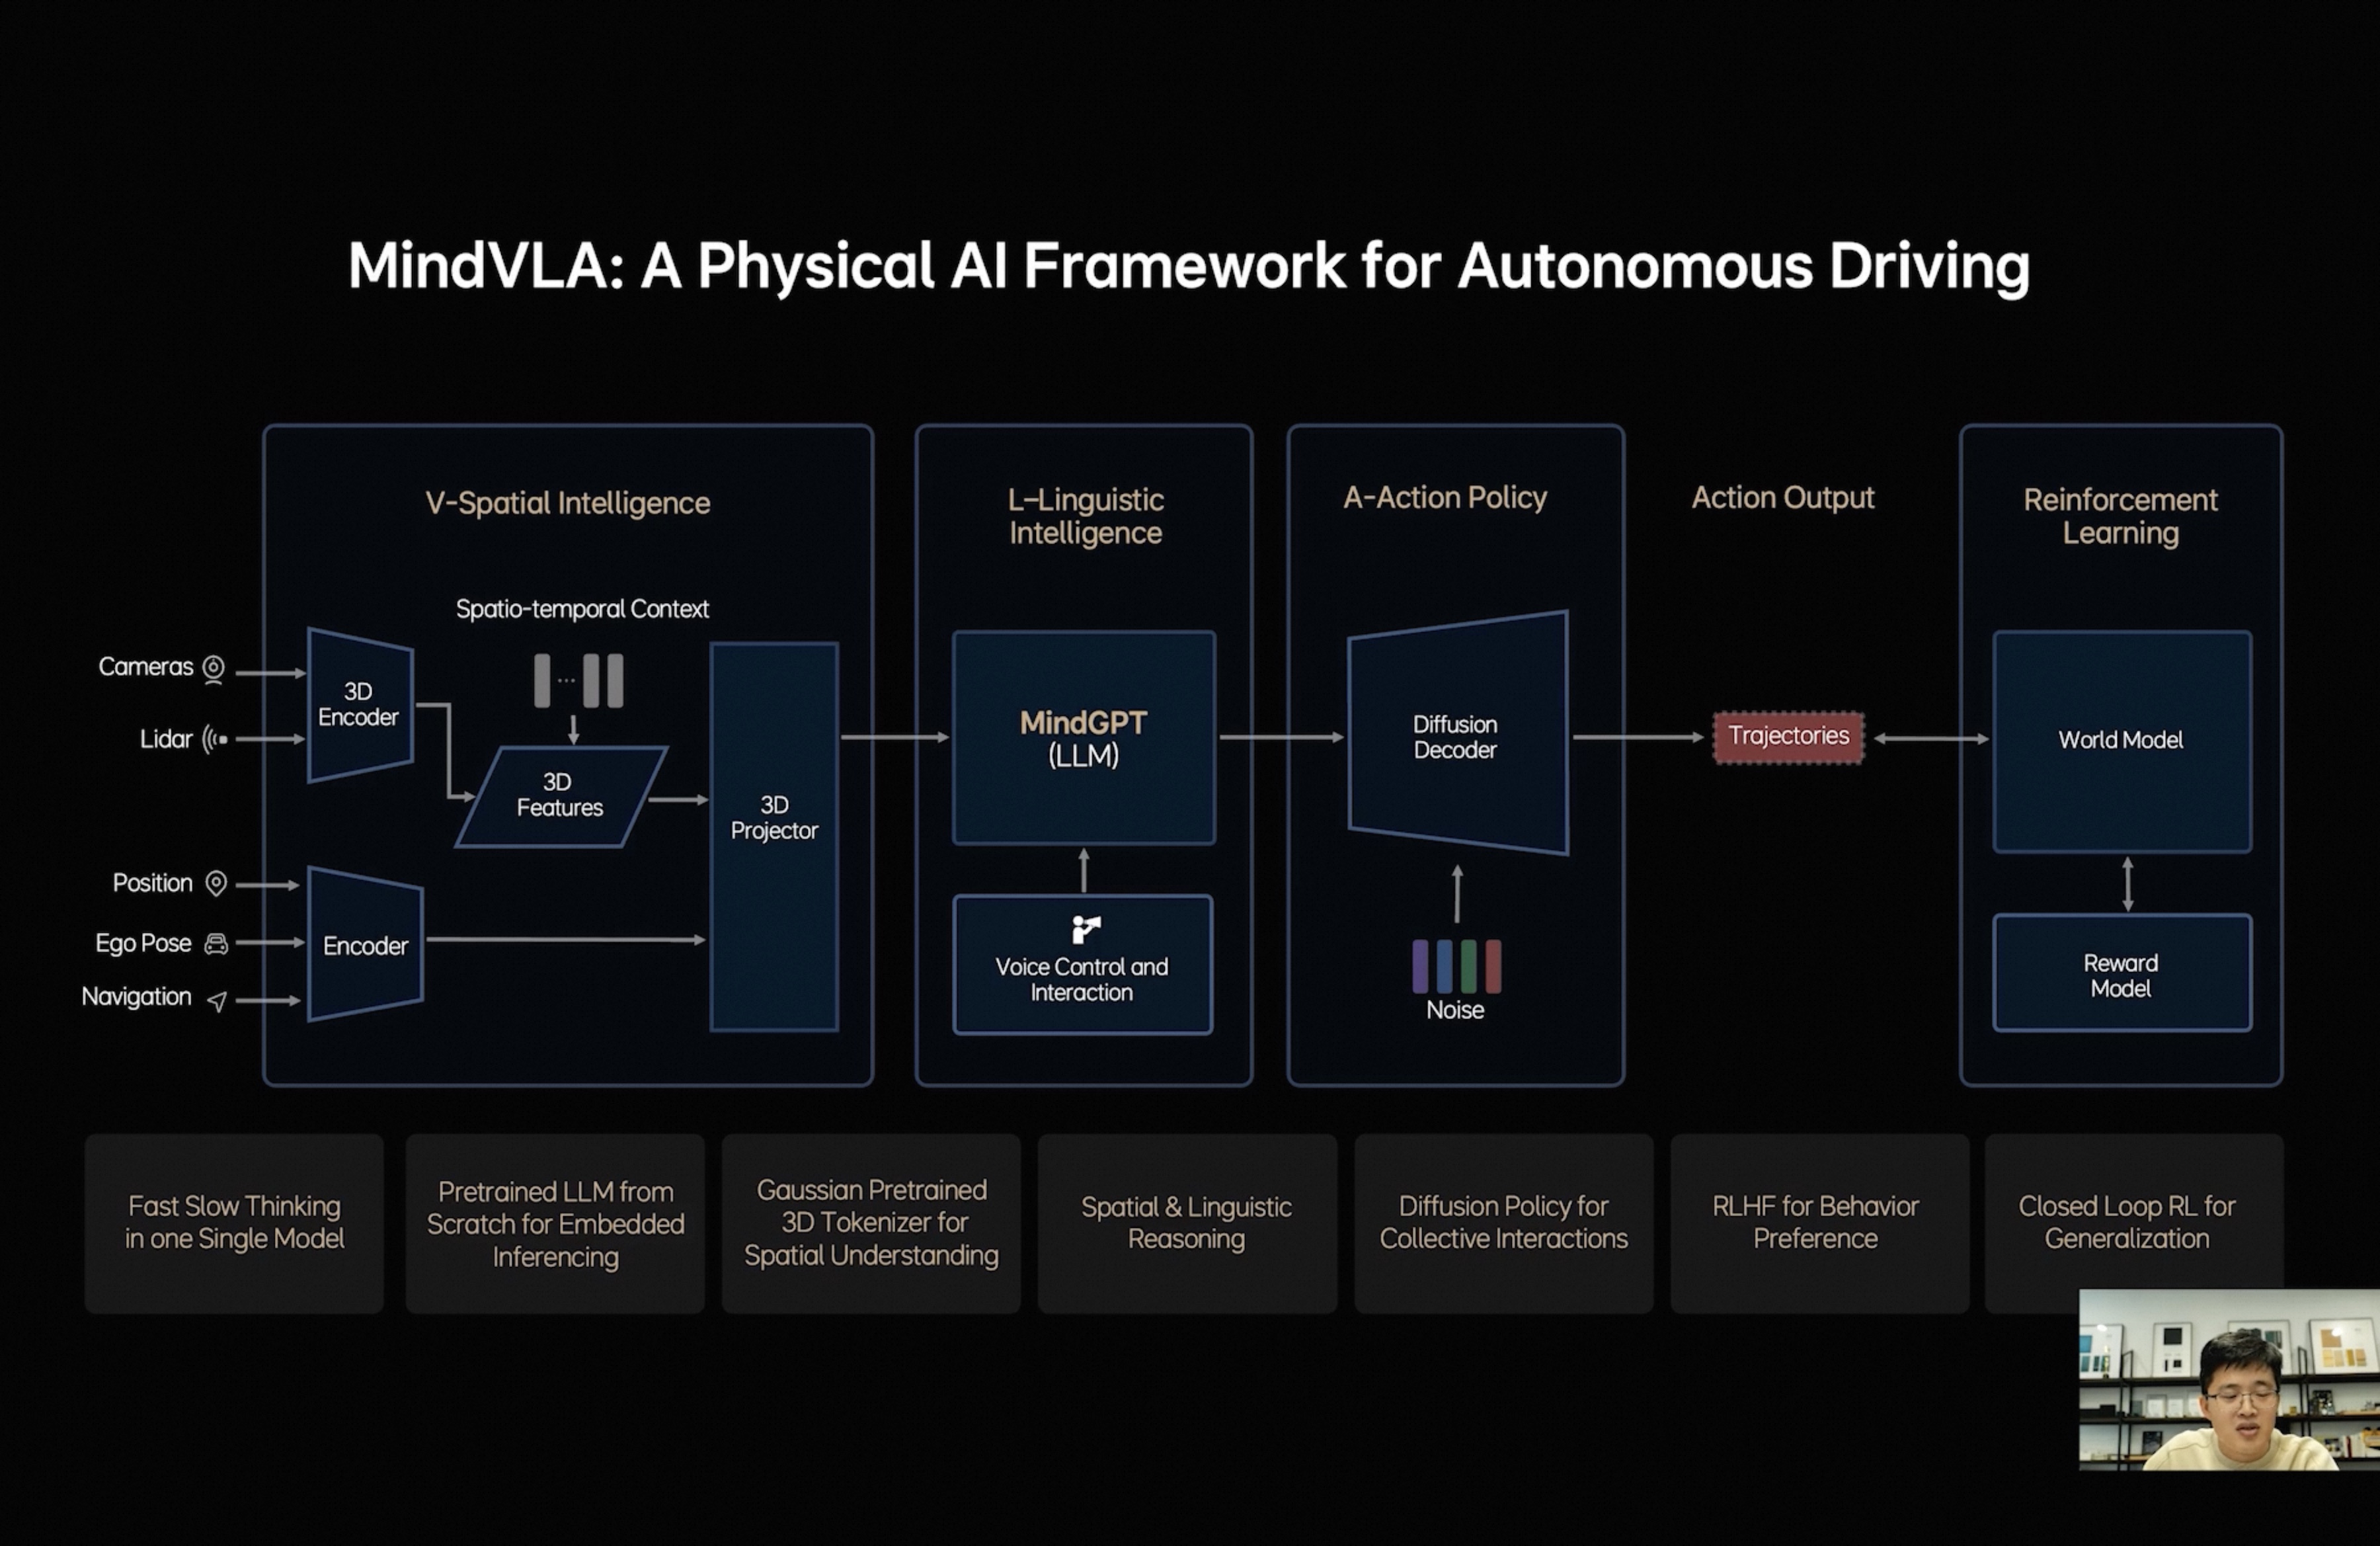 MindVLA: A Physical AI Framework for Autonomous Driving
V-Spatial Intelligence
Spatio-temporal Context
Cameras
Lidar
3D
Encoder
3D
Features
3D
Projector
Position
Ego Pose
Navigation
Encoder
L-Linguistic
Intelligence
MindGPT
(LLM)
Voice Control and
Interaction
A-Action Policy
Diffusion
Decoder
Noise
Action Output
Trajectories
Reinforcement
Learning
World Model
Reward
Model
Fast Slow Thinking
in one Single Model
Pretrained LLM from
Scratch for Embedded
Inferencing
Gaussian Pretrained
3D Tokenizer for
Spatial Understanding
Spatial & Linguistic
Reasoning
Diffusion Policy for
Collective Interactions
RLHF for Behavior
Preference
Closed Loop RL for
Generalization